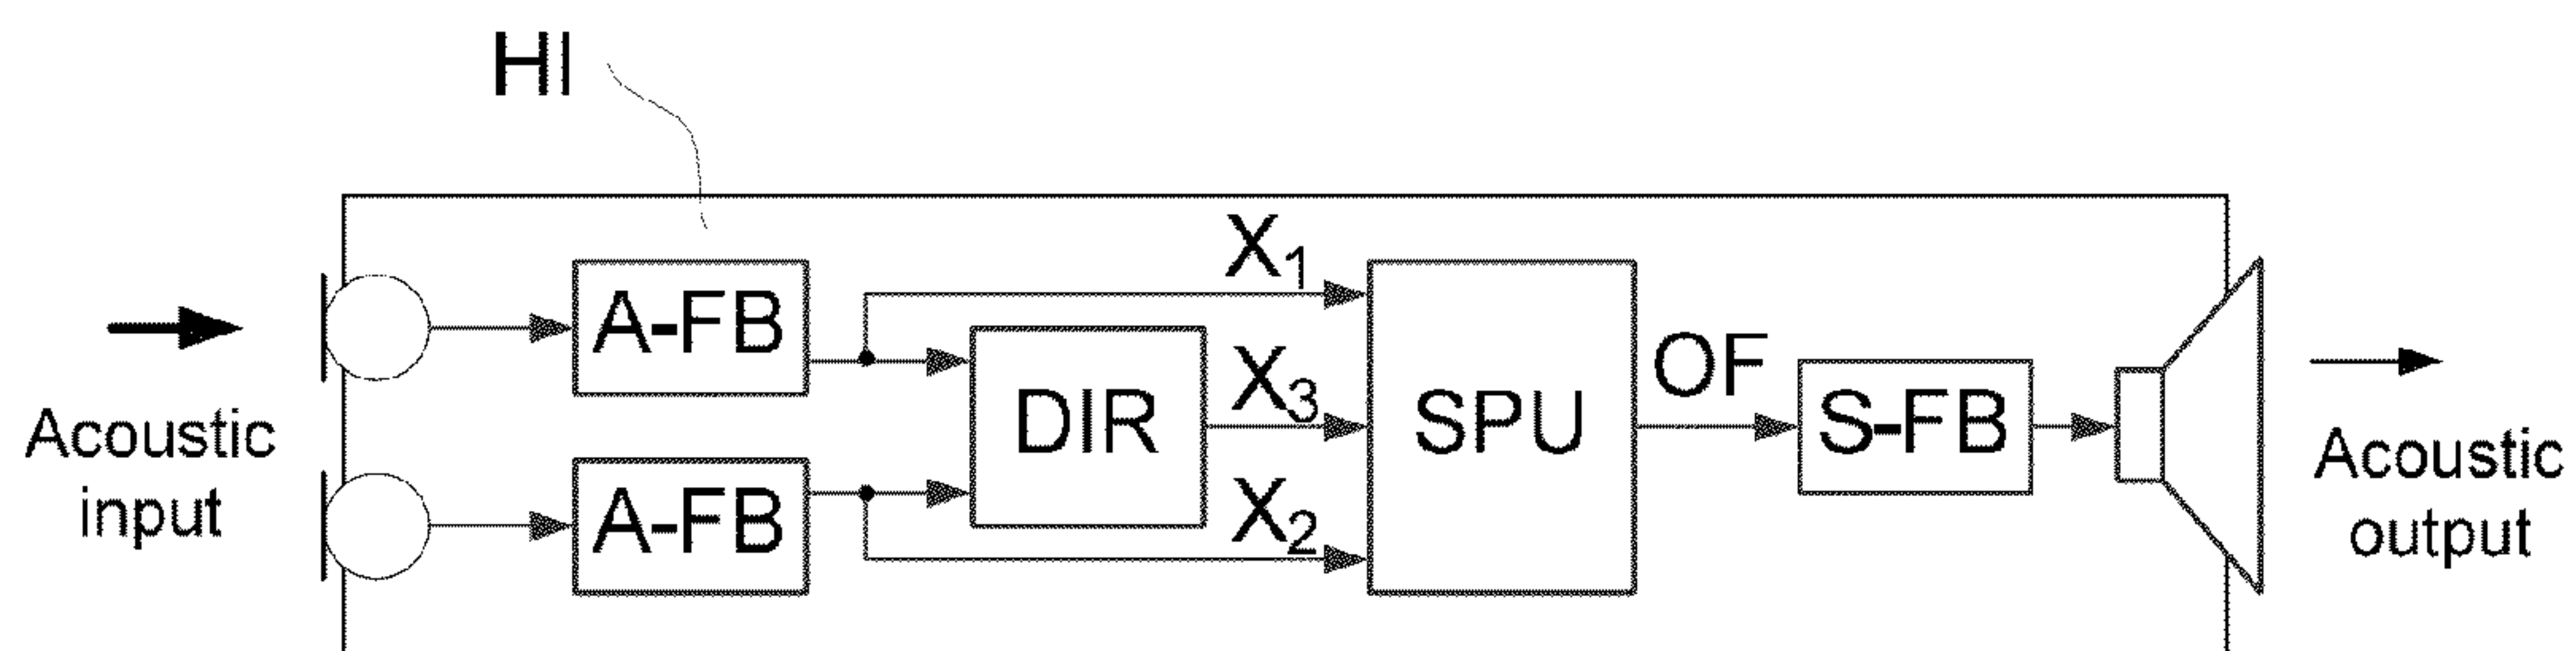 HI
Acoustic
input
A-FB
A-FB
DIR
X₁
X₃
X₂
SPU
OF
S-FB
Acoustic
output